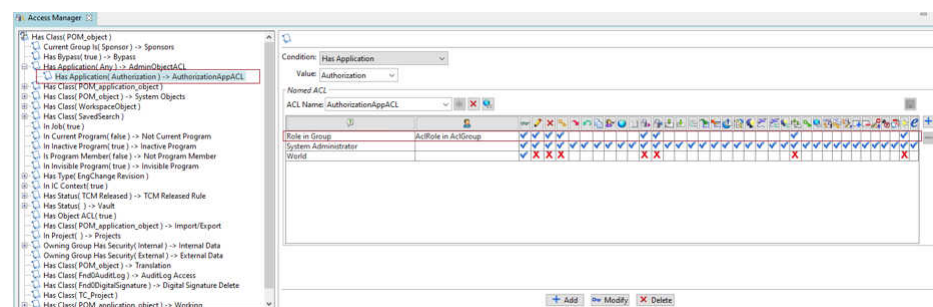 Access Manager
Has Class( POM_object )
Current Group Is( Sponsor ) -> Sponsors
Has Bypass( true ) -> Bypass
Has Application( Any ) -> AdminObjectACL
Has Application( Authorization ) -> AuthorizationAppACL
Has Class( POM_application_object )
Has Class( POM_object ) -> System Objects
Has Class( WorkspaceObject )
Has Class( SavedSearch )
In Job( true )
In Current Program( false ) -> Not Current Program
In Inactive Program( true ) -> Inactive Program
Is Program Member( false ) -> Not Program Member
In Invisible Program( true ) -> Invisible Program
Has Type( EngChange Revision )
In IC Context( true )
Has Status( TCM Released ) -> TCM Released Rule
Has Status( ) -> Vault
Has Object ACL( true )
Has Class( POM_application_object ) -> Import/Export
In Project( ) -> Projects
Owning Group Has Security( Internal ) -> Internal Data
Owning Group Has Security( External ) -> External Data
Has Class( POM_object ) -> Translation
Has Class( Fnd0AuditLog ) -> AuditLog Access
Has Class( Fnd0DigitalSignature ) -> Digital Signature Delete
Has Class( TC_Project )
Has Class( POM_application_object ) -> Working
Condition: Has Application
Value: Authorization
Named ACL
ACL Name: AuthorizationAppACL
Role in Group AclRole in AclGroup
System Administrator
World
Add Modify Delete